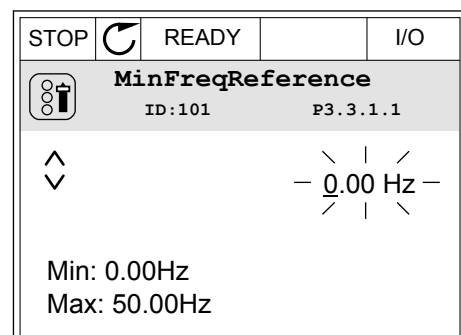 STOP READY I/O
MinFreqReference
ID:101 P3.3.1.1
0.00 Hz
Min: 0.00Hz
Max: 50.00Hz